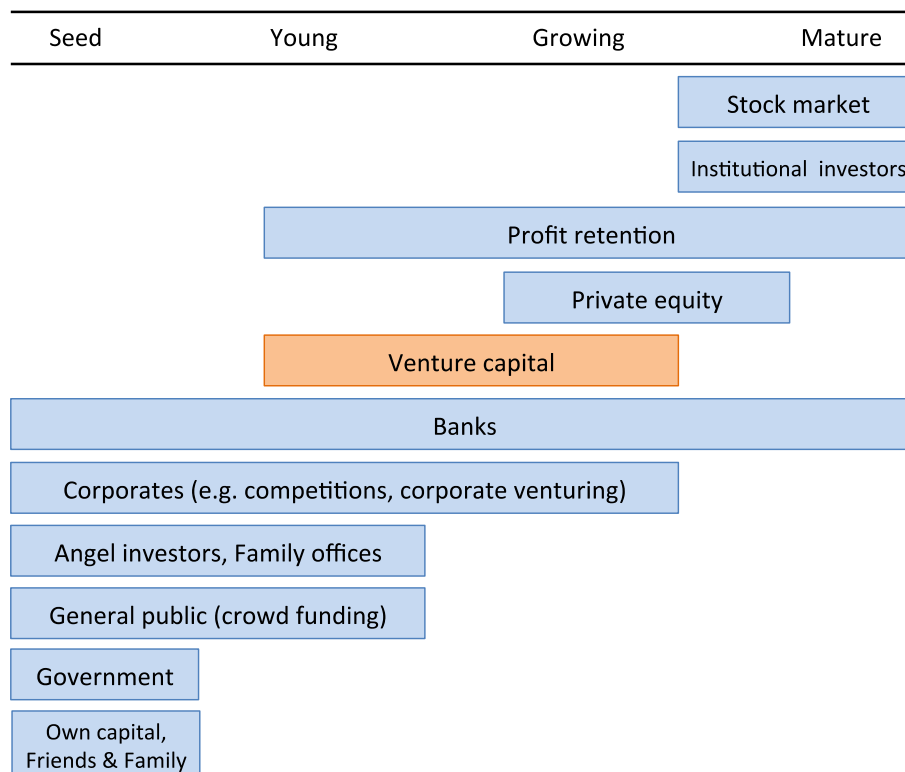 Seed Young Growing Mature
Stock market
Institutional investors
Profit retention
Private equity
Venture capital
Banks
Corporates (e.g. competitions, corporate venturing)
Angel investors, Family offices
General public (crowd funding)
Government
Own capital,
Friends & Family